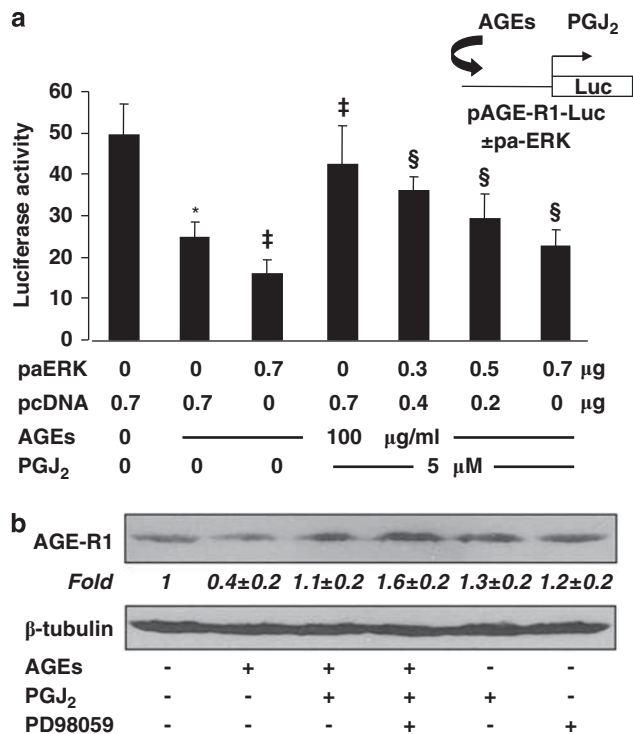 a
AGEs PGJ₂
Luc
pAGE-R1-Luc
±pa-ERK
Luciferase activity
60
50
40
30
20
10
0
* ‡ ‡ § § §
paERK 0 0 0.7 0 0.3 0.5 0.7 μg
pcDNA 0.7 0.7 0 0.7 0.4 0.2 0 μg
AGEs 0 100 μg/ml
PGJ₂ 0 0 0 5 μM
b
AGE-R1
Fold 1 0.4±0.2 1.1±0.2 1.6±0.2 1.3±0.2 1.2±0.2
β-tubulin
AGEs - + + + - -
PGJ₂ - - + + + -
PD98059 - - - + - +